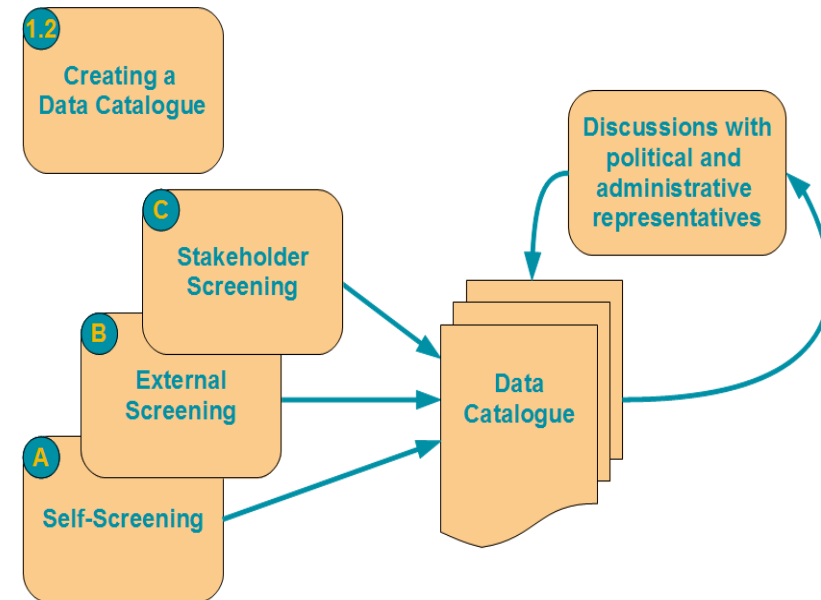 1.2
Creating a
Data Catalogue
Discussions with
political and
administrative
representatives
C
Stakeholder
Screening
B
External
Screening
Data
Catalogue
A
Self-Screening